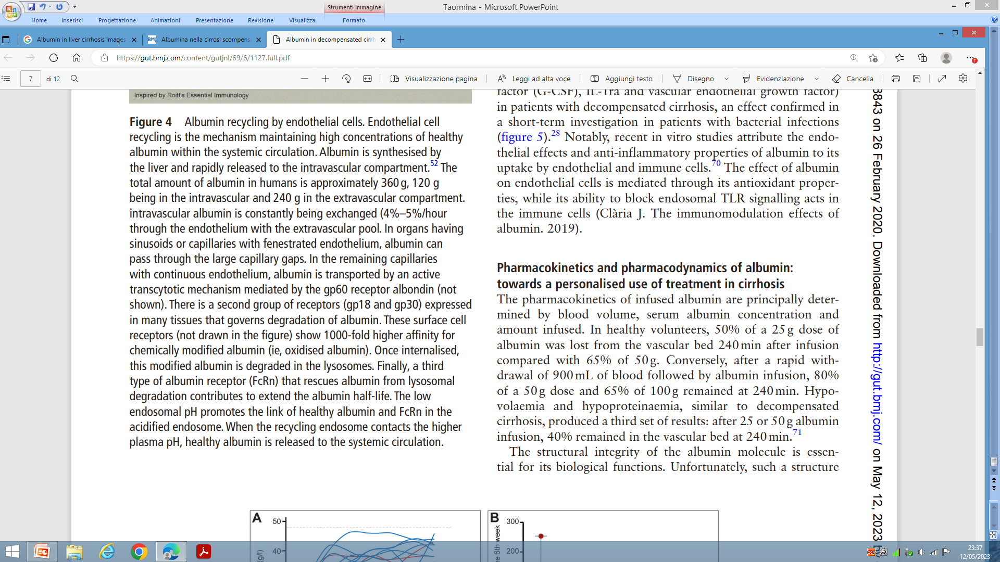 Strumenti immagine
Taormina - Microsoft PowerPoint
Home Inserisci Progettazione Animazioni Presentazione Revisione Visualizza Formato
Albumin in liver cirrhosis images
Albumina nella cirrosi scompens
Albumin in decompensated cirrh
https://gut.bmj.com/content/gutjnl/69/6/1127.full.pdf
7 di 12
Visualizzazione pagina Leggi ad alta voce Aggiungi testo Disegno Evidenziazione Cancella
Inspired by Roitt's Essential Immunology
Figure 4 Albumin recycling by endothelial cells. Endothelial cell
recycling is the mechanism maintaining high concentrations of healthy
albumin within the systemic circulation. Albumin is synthesised by
the liver and rapidly released to the intravascular compartment.52 The
total amount of albumin in humans is approximately 360 g, 120 g
being in the intravascular and 240 g in the extravascular compartment.
intravascular albumin is constantly being exchanged (4%–5%/hour
through the endothelium with the extravascular pool. In organs having
sinusoids or capillaries with fenestrated endothelium, albumin can
pass through the large capillary gaps. In the remaining capillaries
with continuous endothelium, albumin is transported by an active
transcytotic mechanism mediated by the gp60 receptor albondin (not
shown). There is a second group of receptors (gp18 and gp30) expressed
in many tissues that governs degradation of albumin. These surface cell
receptors (not drawn in the figure) show 1000-fold higher affinity for
chemically modified albumin (ie, oxidised albumin). Once internalised,
this modified albumin is degraded in the lysosomes. Finally, a third
type of albumin receptor (FcRn) that rescues albumin from lysosomal
degradation contributes to extend the albumin half-life. The low
endosomal pH promotes the link of healthy albumin and FcRn in the
acidified endosome. When the recycling endosome contacts the higher
plasma pH, healthy albumin is released to the systemic circulation.
factor (G-CSF), IL-1ra and vascular endothelial growth factor)
in patients with decompensated cirrhosis, an effect confirmed in
a short-term investigation in patients with bacterial infections
(figure 5).28 Notably, recent in vitro studies attribute the endo-
thelial effects and anti-inflammatory properties of albumin to its
uptake by endothelial and immune cells.70 The effect of albumin
on endothelial cells is mediated through its antioxidant proper-
ties, while its ability to block endosomal TLR signalling acts in
the immune cells (Clària J. The immunomodulation effects of
albumin. 2019).
Pharmacokinetics and pharmacodynamics of albumin:
towards a personalised use of treatment in cirrhosis
The pharmacokinetics of infused albumin are principally deter-
mined by blood volume, serum albumin concentration and
amount infused. In healthy volunteers, 50% of a 25 g dose of
albumin was lost from the vascular bed 240 min after infusion
compared with 65% of 50 g. Conversely, after a rapid with-
drawal of 900 mL of blood followed by albumin infusion, 80%
of a 50 g dose and 65% of 100 g remained at 240 min. Hypo-
volaemia and hypoproteinaemia, similar to decompensated
cirrhosis, produced a third set of results: after 25 or 50 g albumin
infusion, 40% remained in the vascular bed at 240 min.71
The structural integrity of the albumin molecule is essen-
tial for its biological functions. Unfortunately, such a structure
3843 on 26 February 2020. Downloaded from http://gut.bmj.com/ on May 12, 2023
A
50
40
(g/l)
B
300
200
6th week
23:37
12/05/2023